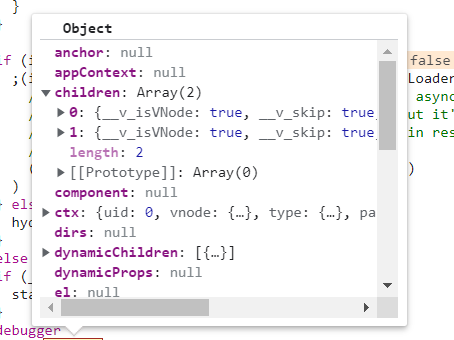 }
Object
anchor: null
appContext: null
if (i
false
children: Array(2)
;(i
Loader
0: {__v_isVNode: true, __v_skip: true,
async
/
ut it'
1: {__v_isVNode: true, __v_skip: true,
/
in res
length: 2
/
[[Prototype]]: Array(0)
(
)
component: null
)
ctx: {uid: 0, vnode: {…}, type: {…}, pa
els
dirs: null
hyd
dynamicChildren: [{…}]
dynamicProps: null
else
el: null
if (_
sta
debugger